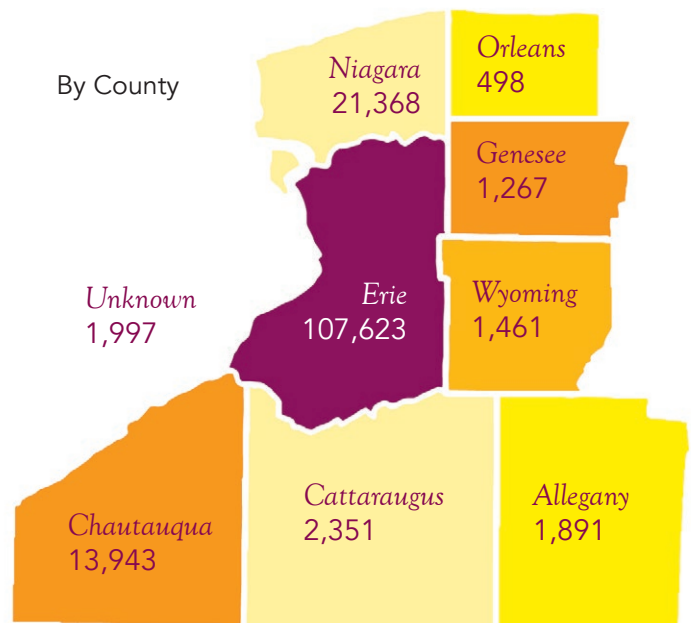 By County
Niagara
21,368
Orleans
498
Genesee
1,267
Unknown
1,997
Erie
107,623
Wyoming
1,461
Chautauqua
13,943
Cattaraugus
2,351
Allegany
1,891